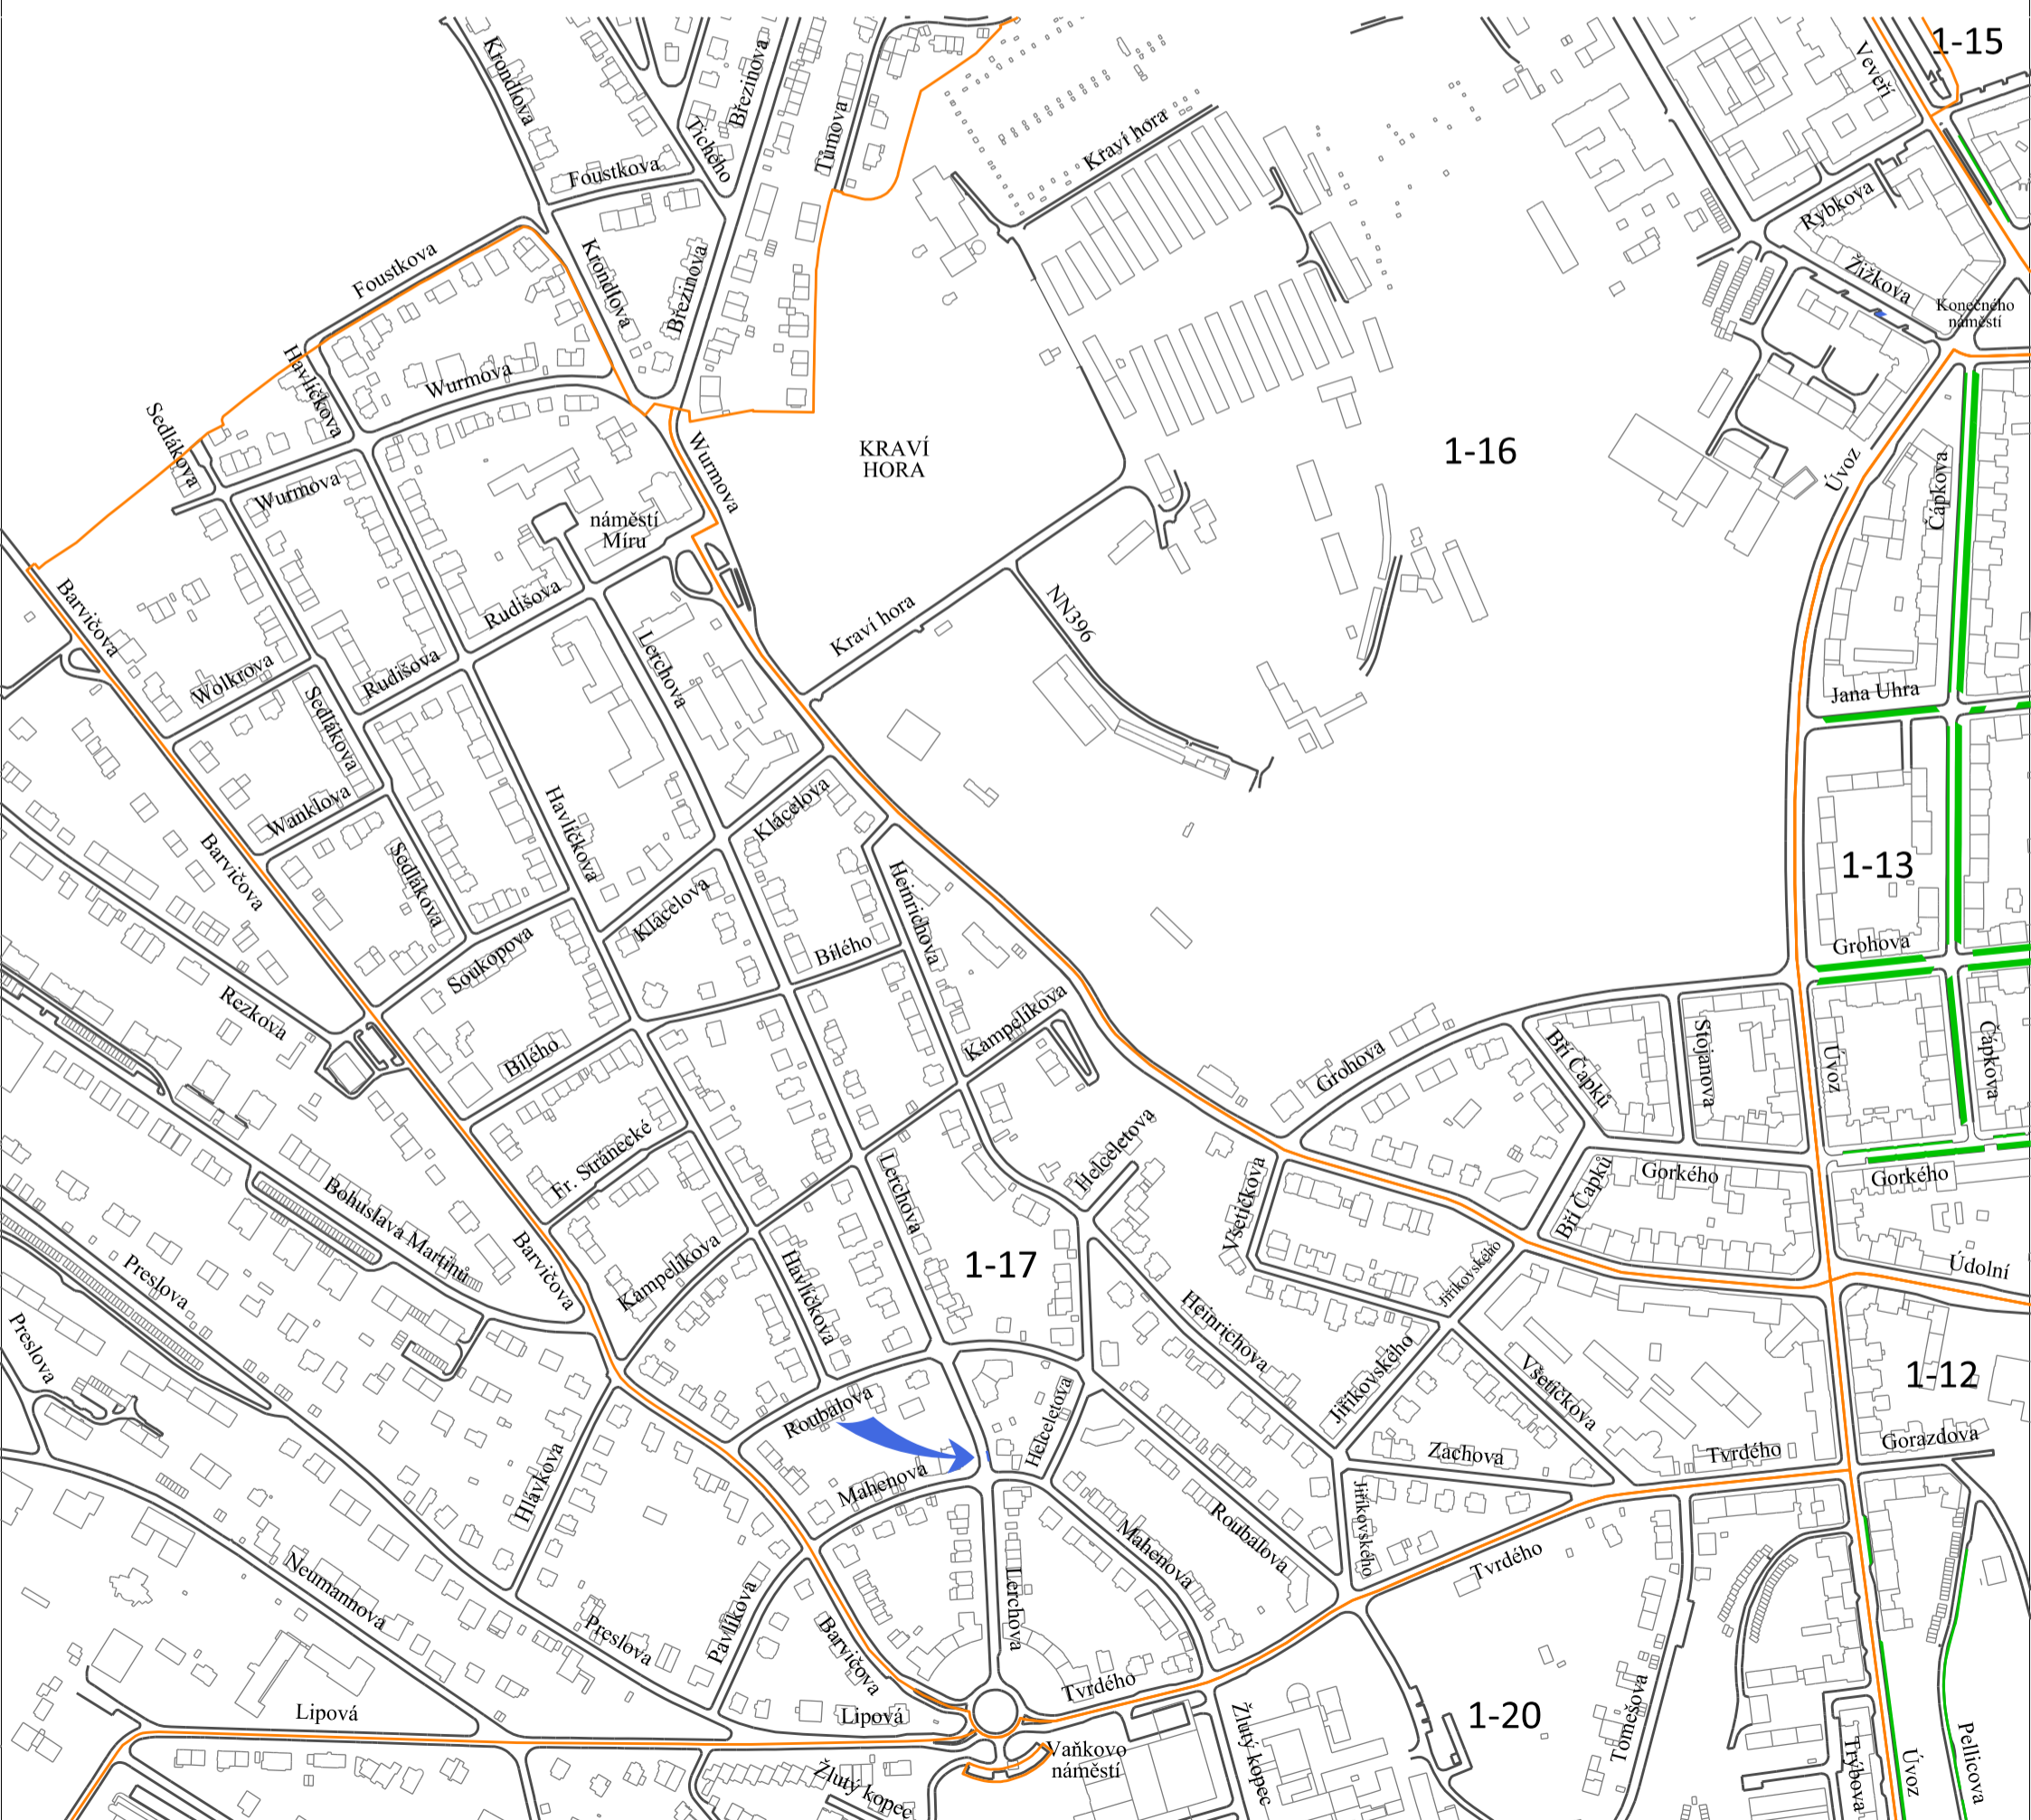 1-15
Veveří
Krondlova
Březinova
Tůmova
Tichého
Kraví hora
Foustkova
Rybkova
Foustkova
Krondlova
Březinova
Žižkova
Konečného
náměstí
Havlíčkova
Wurmova
Sedlákova
Wurmova
KRAVÍ
HORA
1-16
Úvoz
Čápkova
Wurmova
náměstí
Míru
Barvičova
Rudišova
Kraví hora
NN396
Lerchova
Wolkrova
Rudišova
Sedlákova
Jana Uhra
Wanklova
Havlíčkova
Klácelova
Barvičova
Sedlákova
Klácelova
Heinrichova
1-13
Soukopova
Bílého
Grohova
Rezkova
Kampelíkova
Bílého
Grohova
Bří Čapků
Stojanova
Úvoz
Čápkova
Fr. Stránecké
Helceletova
Lerchova
Všetičkova
Bří Čapků
Gorkého
Gorkého
Bohuslava Martinů
Preslova
Barvičova
Kampelíkova
Havlíčkova
1-17
Jiříkovského
Údolní
Preslova
Heinrichova
Jiříkovského
Všetičkova
1-12
Roubalova
Helceletova
Mahenova
Zachova
Tvrdého
Gorazdova
Hlávkova
Jiříkovského
Roubalova
Mahenova
Tvrdého
Neumannova
Lerchova
Preslova
Pavlíkova
Barvičova
Tvrdého
Lipová
Lipová
Žlutý kopec
1-20
Tomešova
Vaňkovo
náměstí
Žlutý kopec
Trýbova
Úvoz
Pellicova